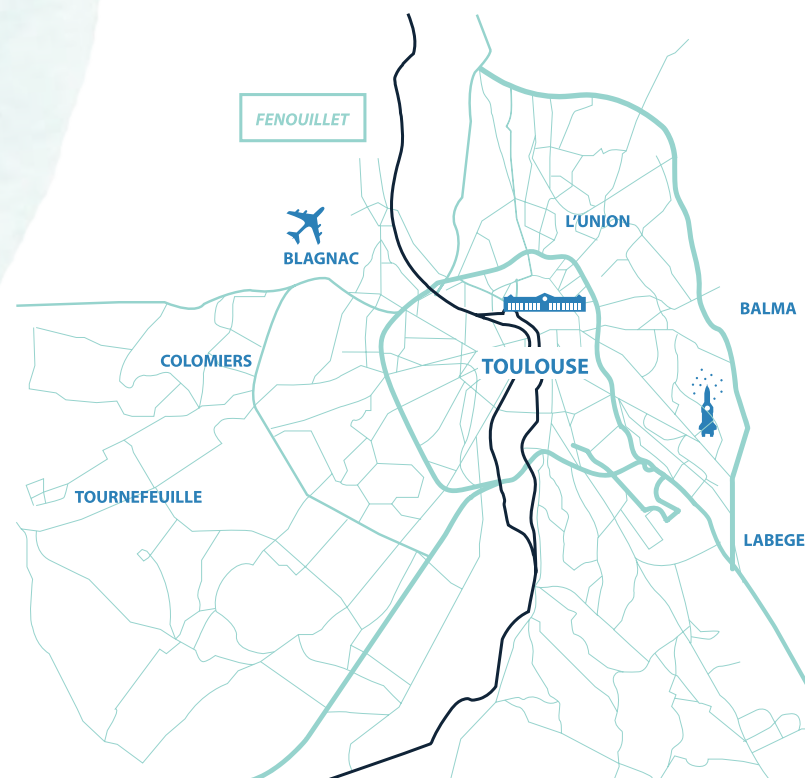 FENOUILLET
L'UNION
BLAGNAC
BALMA
COLOMIERS
TOULOUSE
TOURNEFEUILLE
LABEGE